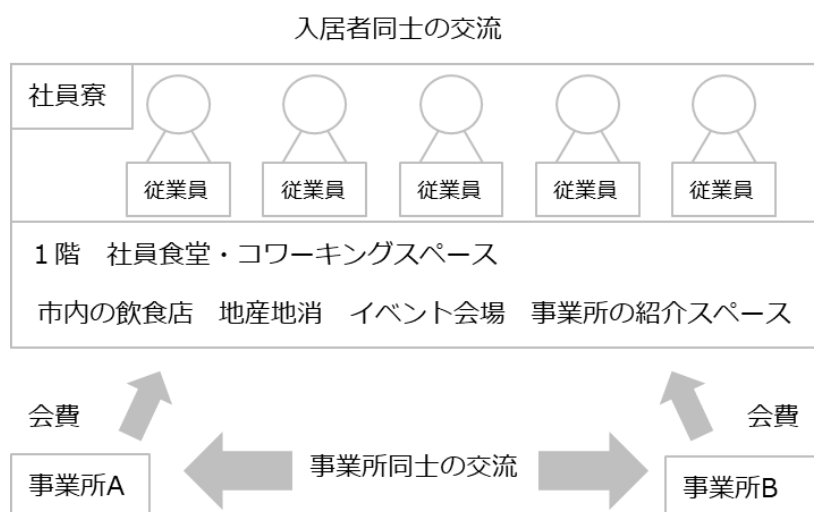 入居者同士の交流
社員寮
従業員 従業員 従業員 従業員 従業員
1階 社員食堂・コワーキングスペース
市内の飲食店 地産地消 イベント会場 事業所の紹介スペース
会費 会費
事業所A 事業所同士の交流 事業所B